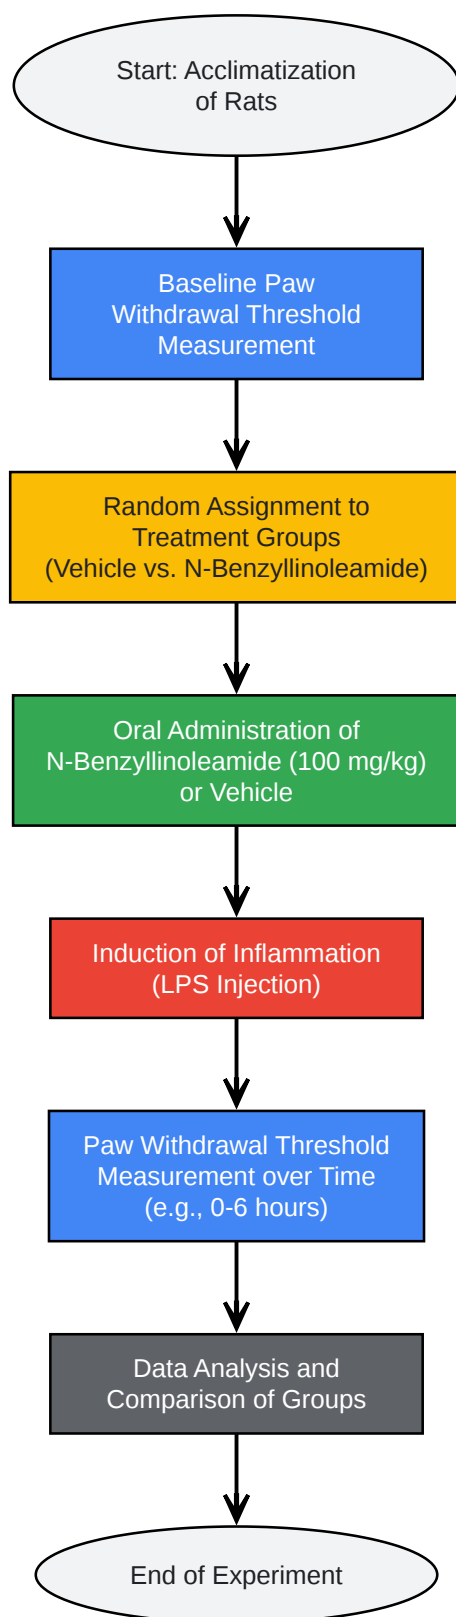 Start: Acclimatization
of Rats
Baseline Paw
Withdrawal Threshold
Measurement
Random Assignment to
Treatment Groups
(Vehicle vs. N-Benzyllinoleamide)
Oral Administration of
N-Benzyllinoleamide (100 mg/kg)
or Vehicle
Induction of Inflammation
(LPS Injection)
Paw Withdrawal Threshold
Measurement over Time
(e.g., 0-6 hours)
Data Analysis and
Comparison of Groups
End of Experiment